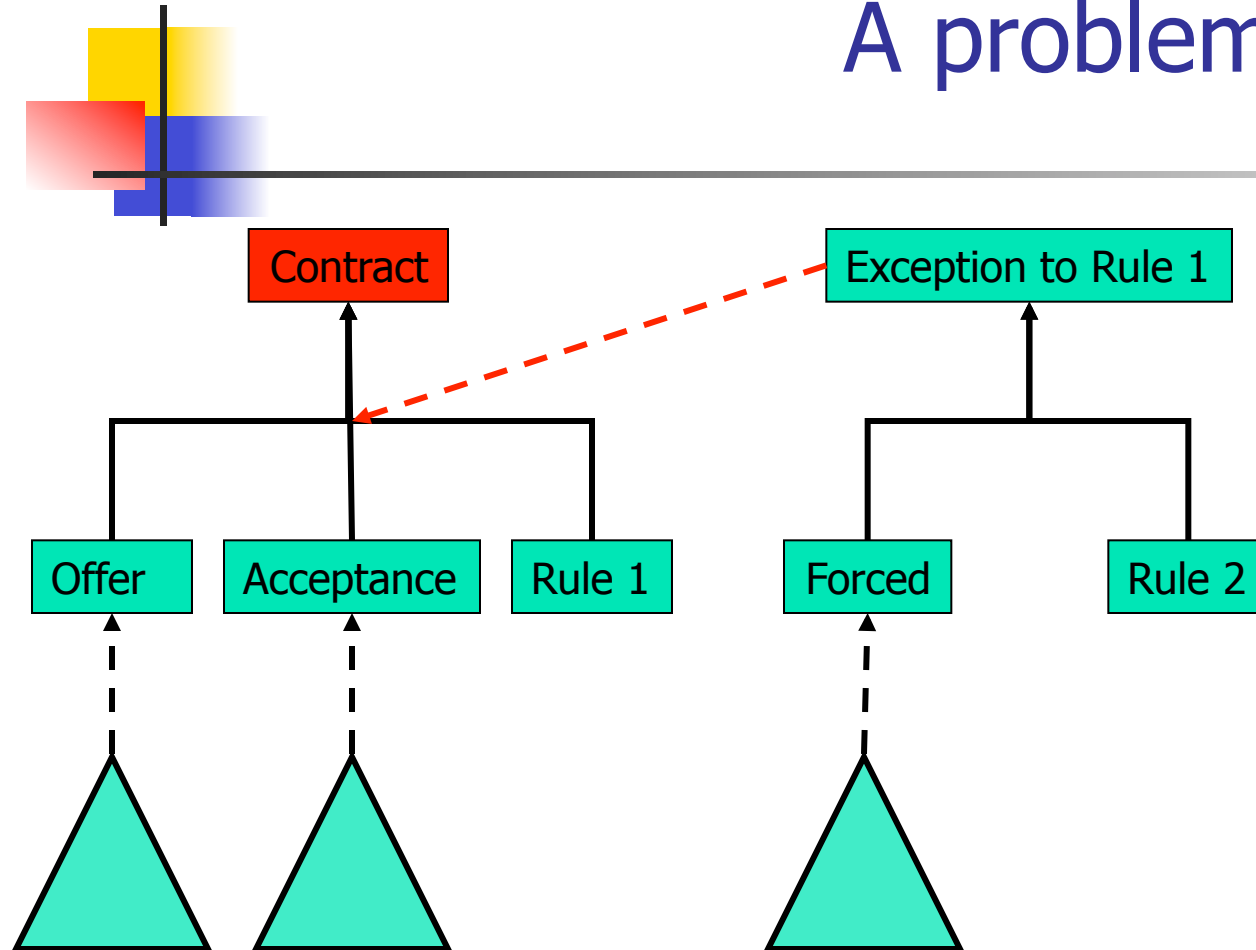 A problem
Contract
Exception to Rule 1
Offer
Acceptance
Rule 1
Forced
Rule 2